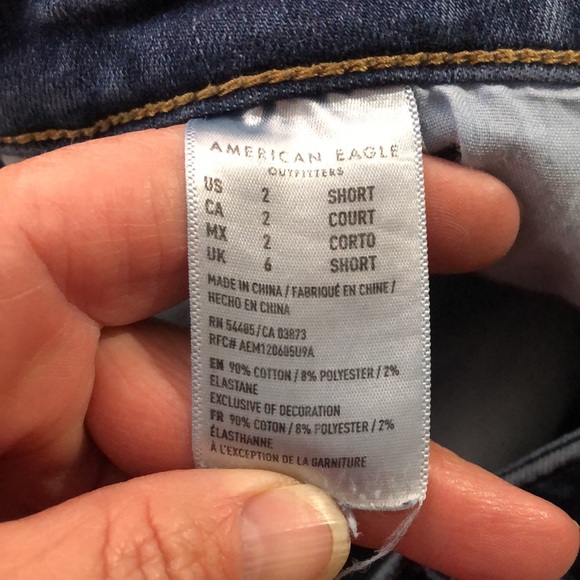 AMERICAN EAGLE
OUTFITTERS
US 2 SHORT
CA 2 COURT
MX 2 CORTO
UK 6 SHORT
MADE IN CHINA / FABRIQUÉ EN CHINE /
HECHO EN CHINA
RN 54485/CA 03873
RFC# AEM120605U9A
EN 90% COTTON / 8% POLYESTER / 2%
ELASTANE
EXCLUSIVE OF DECORATION
FR 90% COTON / 8% POLYESTER / 2%
ÉLASTHANNE
À L'EXCEPTION DE LA GARNITURE